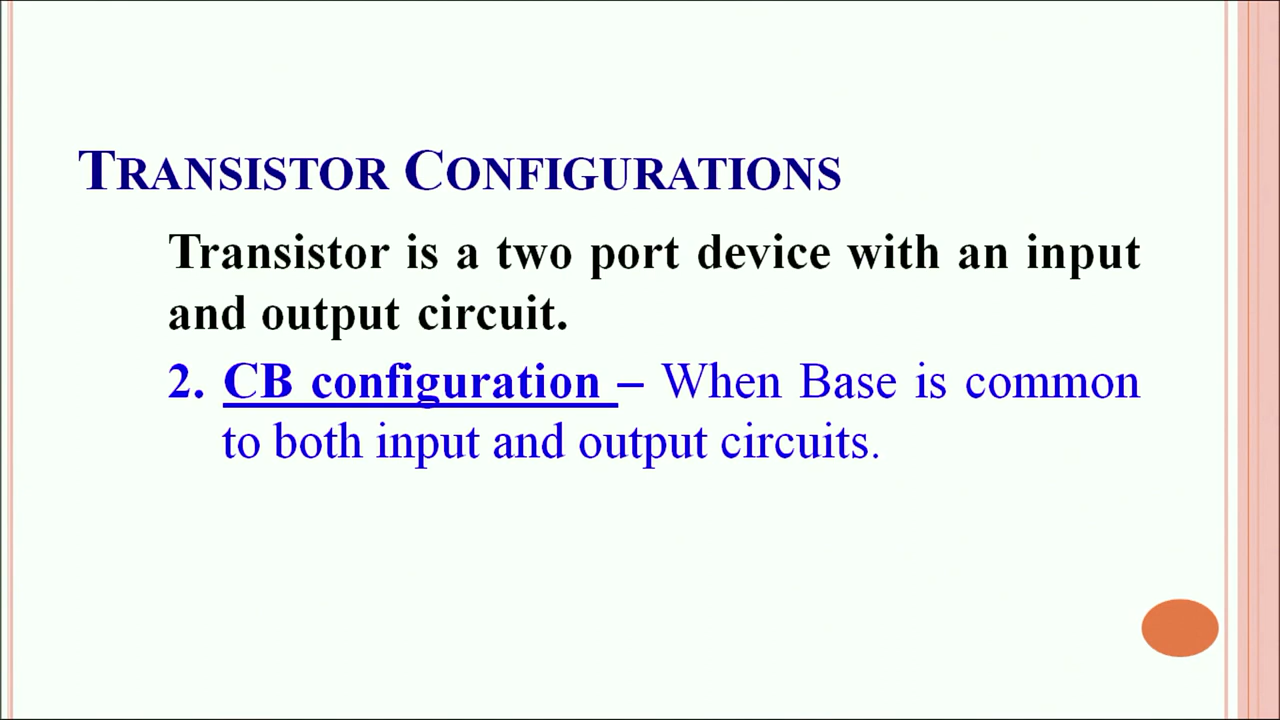 TRANSISTOR CONFIGURATIONS
Transistor is a two port device with an input
and output circuit.
2. CB configuration – When Base is common
to both input and output circuits.